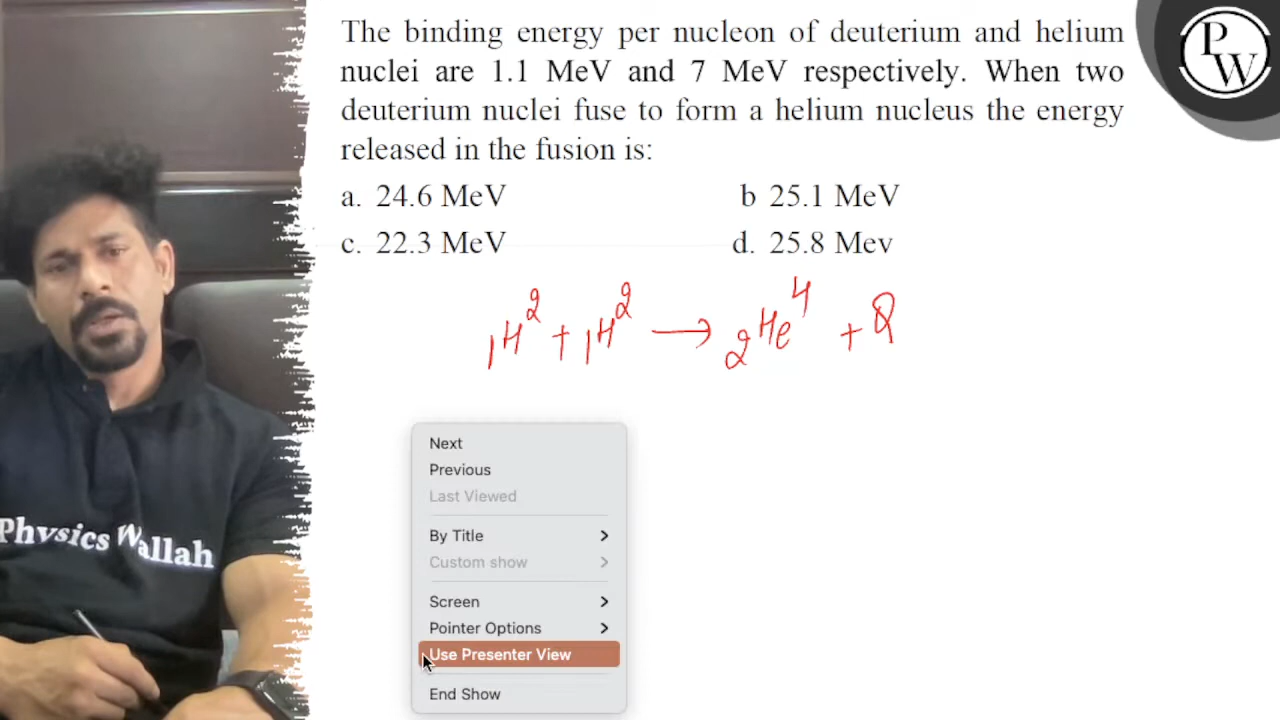 The binding energy per nucleon of deuterium and helium
nuclei are 1.1 MeV and 7 MeV respectively. When two
deuterium nuclei fuse to form a helium nucleus the energy
released in the fusion is:
a. 24.6 MeV b 25.1 MeV
c. 22.3 MeV d. 25.8 Mev
₁H² + ₁H² → ₂He⁴ + Q
Next
Previous
Last Viewed
By Title
Custom show
Screen
Pointer Options
Use Presenter View
End Show
Physics Wallah
PW